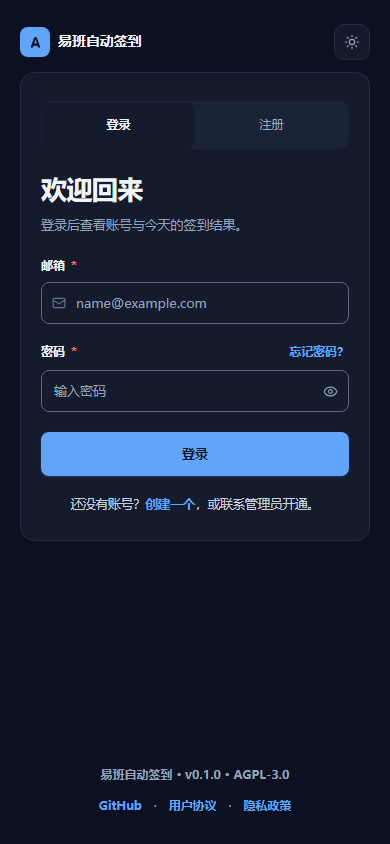 A 易班自动签到
登录 注册
欢迎回来
登录后查看账号与今天的签到结果。
邮箱 *
name@example.com
密码 * 忘记密码?
输入密码
登录
还没有账号？创建一个，或联系管理员开通。
易班自动签到 • v0.1.0 • AGPL-3.0
GitHub · 用户协议 · 隐私政策